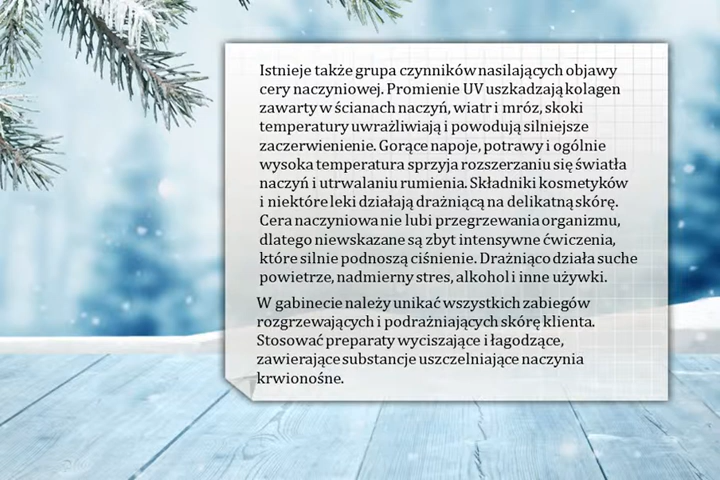 Istnieje także grupa czynników nasilających objawy
cery naczyniowej. Promienie UV uszkadzają kolagen
zawarty w ścianach naczyń, wiatr i mróz, skoki
temperatury uwrażliwiają i powodują silniejsze
zaczerwienienie. Gorące napoje, potrawy i ogólnie
wysoka temperatura sprzyja rozszerzaniu się światła
naczyń i utrwalaniu rumienia. Składniki kosmetyków
i niektóre leki działają drażniącą na delikatną skórę.
Cera naczyniowa nie lubi przegrzewania organizmu,
dlatego niewskazane są zbyt intensywne ćwiczenia,
które silnie podnoszą ciśnienie. Drażniąco działa suche
powietrze, nadmierny stres, alkohol i inne używki.
W gabinecie należy unikać wszystkich zabiegów
rozgrzewających i podrażniających skórę klienta.
Stosować preparaty wyciszające i łagodzące,
zawierające substancje uszczelniające naczynia
krwionośne.